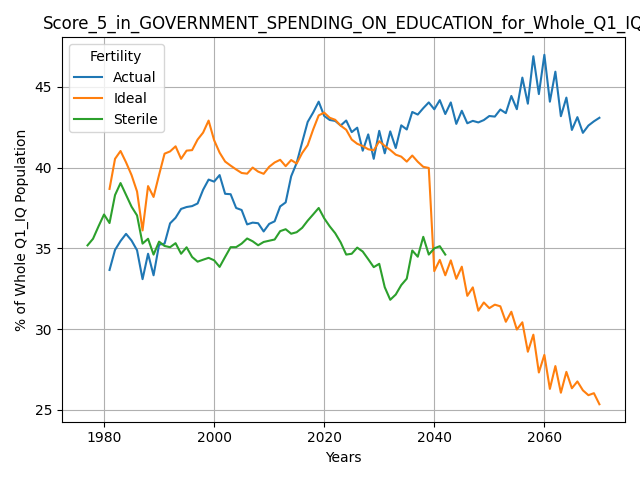 Score_5_in_GOVERNMENT_SPENDING_ON_EDUCATION_for_Whole_Q1_IQ
Fertility
Actual
Ideal
Sterile
% of Whole Q1_IQ Population
45
40
35
30
25
1980 2000 2020 2040 2060
Years